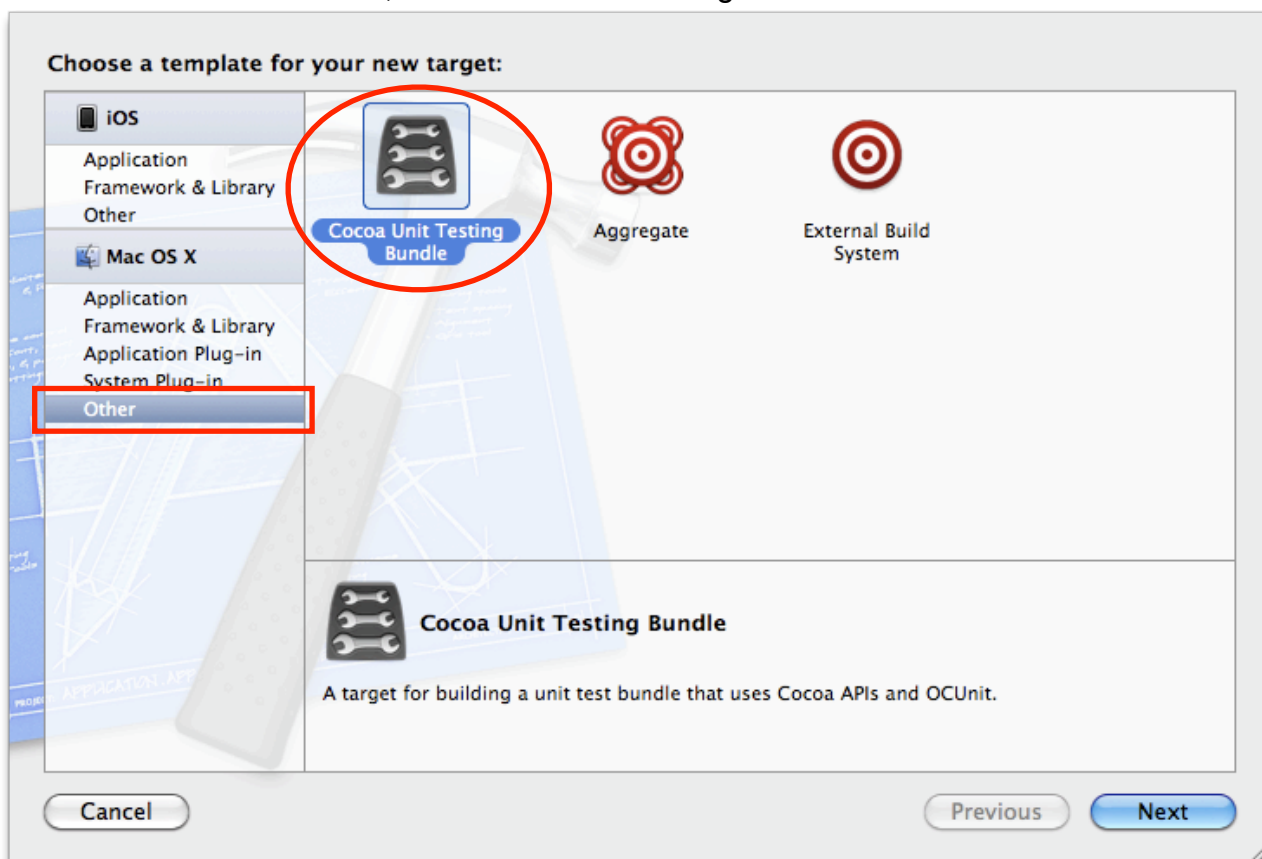 Choose a template for your new target:
iOS
Application
Framework & Library
Other
Mac OS X
Application
Framework & Library
Application Plug-in
System Plug-in
Other
Cocoa Unit Testing
Bundle
Aggregate
External Build
System
Cocoa Unit Testing Bundle
A target for building a unit test bundle that uses Cocoa APIs and OCUnit.
Cancel
Previous
Next